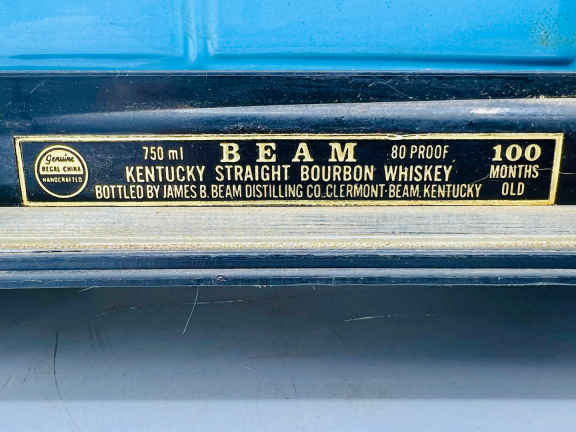 Genuine
REGAL CHINA
HANDCRAFTED
750 ml BEAM 80 PROOF
KENTUCKY STRAIGHT BOURBON WHISKEY
BOTTLED BY JAMES B. BEAM DISTILLING CO. CLERMONT-BEAM, KENTUCKY
100
MONTHS
OLD